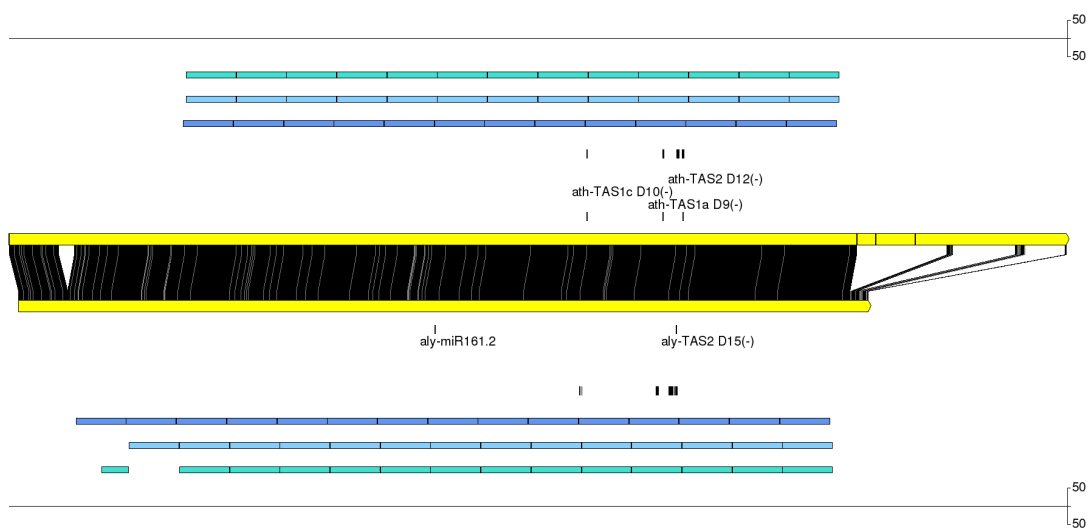 50
50
ath-TAS2 D12(-)
ath-TAS1c D10(-)
ath-TAS1a D9(-)
aly-miR161.2
aly-TAS2 D15(-)
50
50